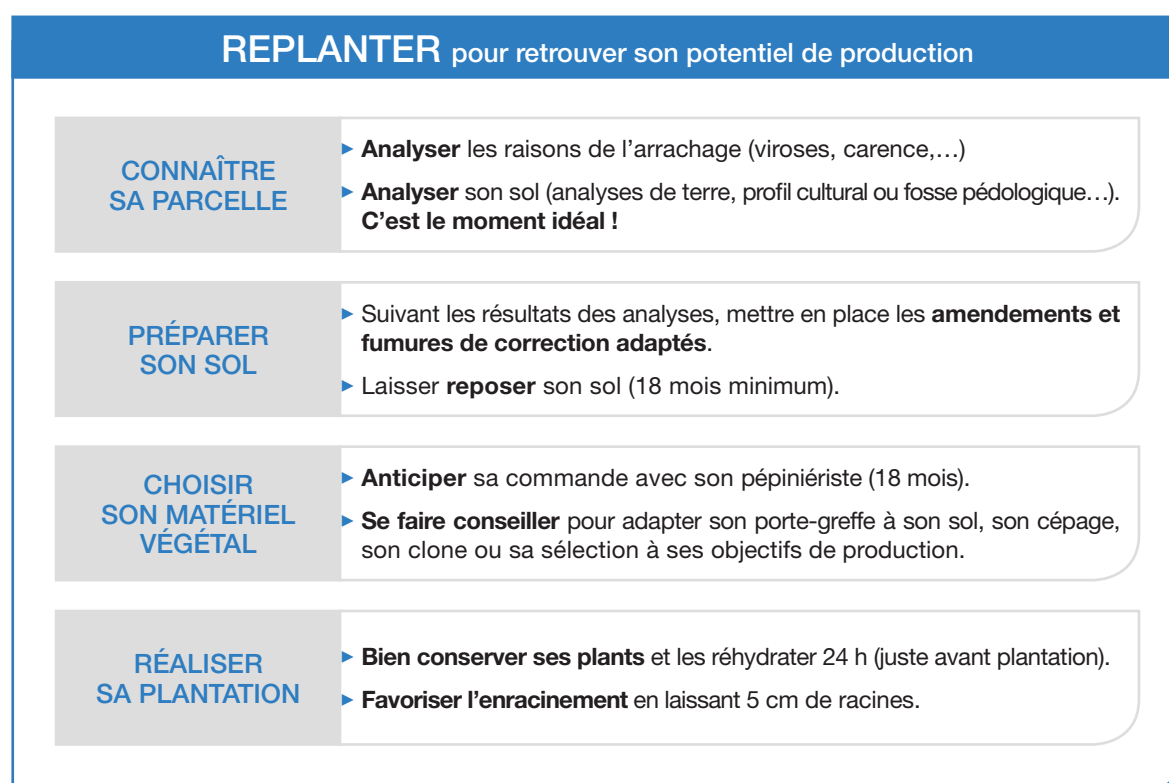 REPLANTER pour retrouver son potentiel de production
CONNAÎTRE
SA PARCELLE
▶ Analyser les raisons de l’arrachage (viroses, carence,…)
▶ Analyser son sol (analyses de terre, profil cultural ou fosse pédologique…).
C’est le moment idéal !
PRÉPARER
SON SOL
▶ Suivant les résultats des analyses, mettre en place les amendements et
fumures de correction adaptés.
▶ Laisser reposer son sol (18 mois minimum).
CHOISIR
SON MATÉRIEL
VÉGÉTAL
▶ Anticiper sa commande avec son pépiniériste (18 mois).
▶ Se faire conseiller pour adapter son porte-greffe à son sol, son cépage,
son clone ou sa sélection à ses objectifs de production.
RÉALISER
SA PLANTATION
▶ Bien conserver ses plants et les réhydrater 24 h (juste avant plantation).
▶ Favoriser l’enracinement en laissant 5 cm de racines.